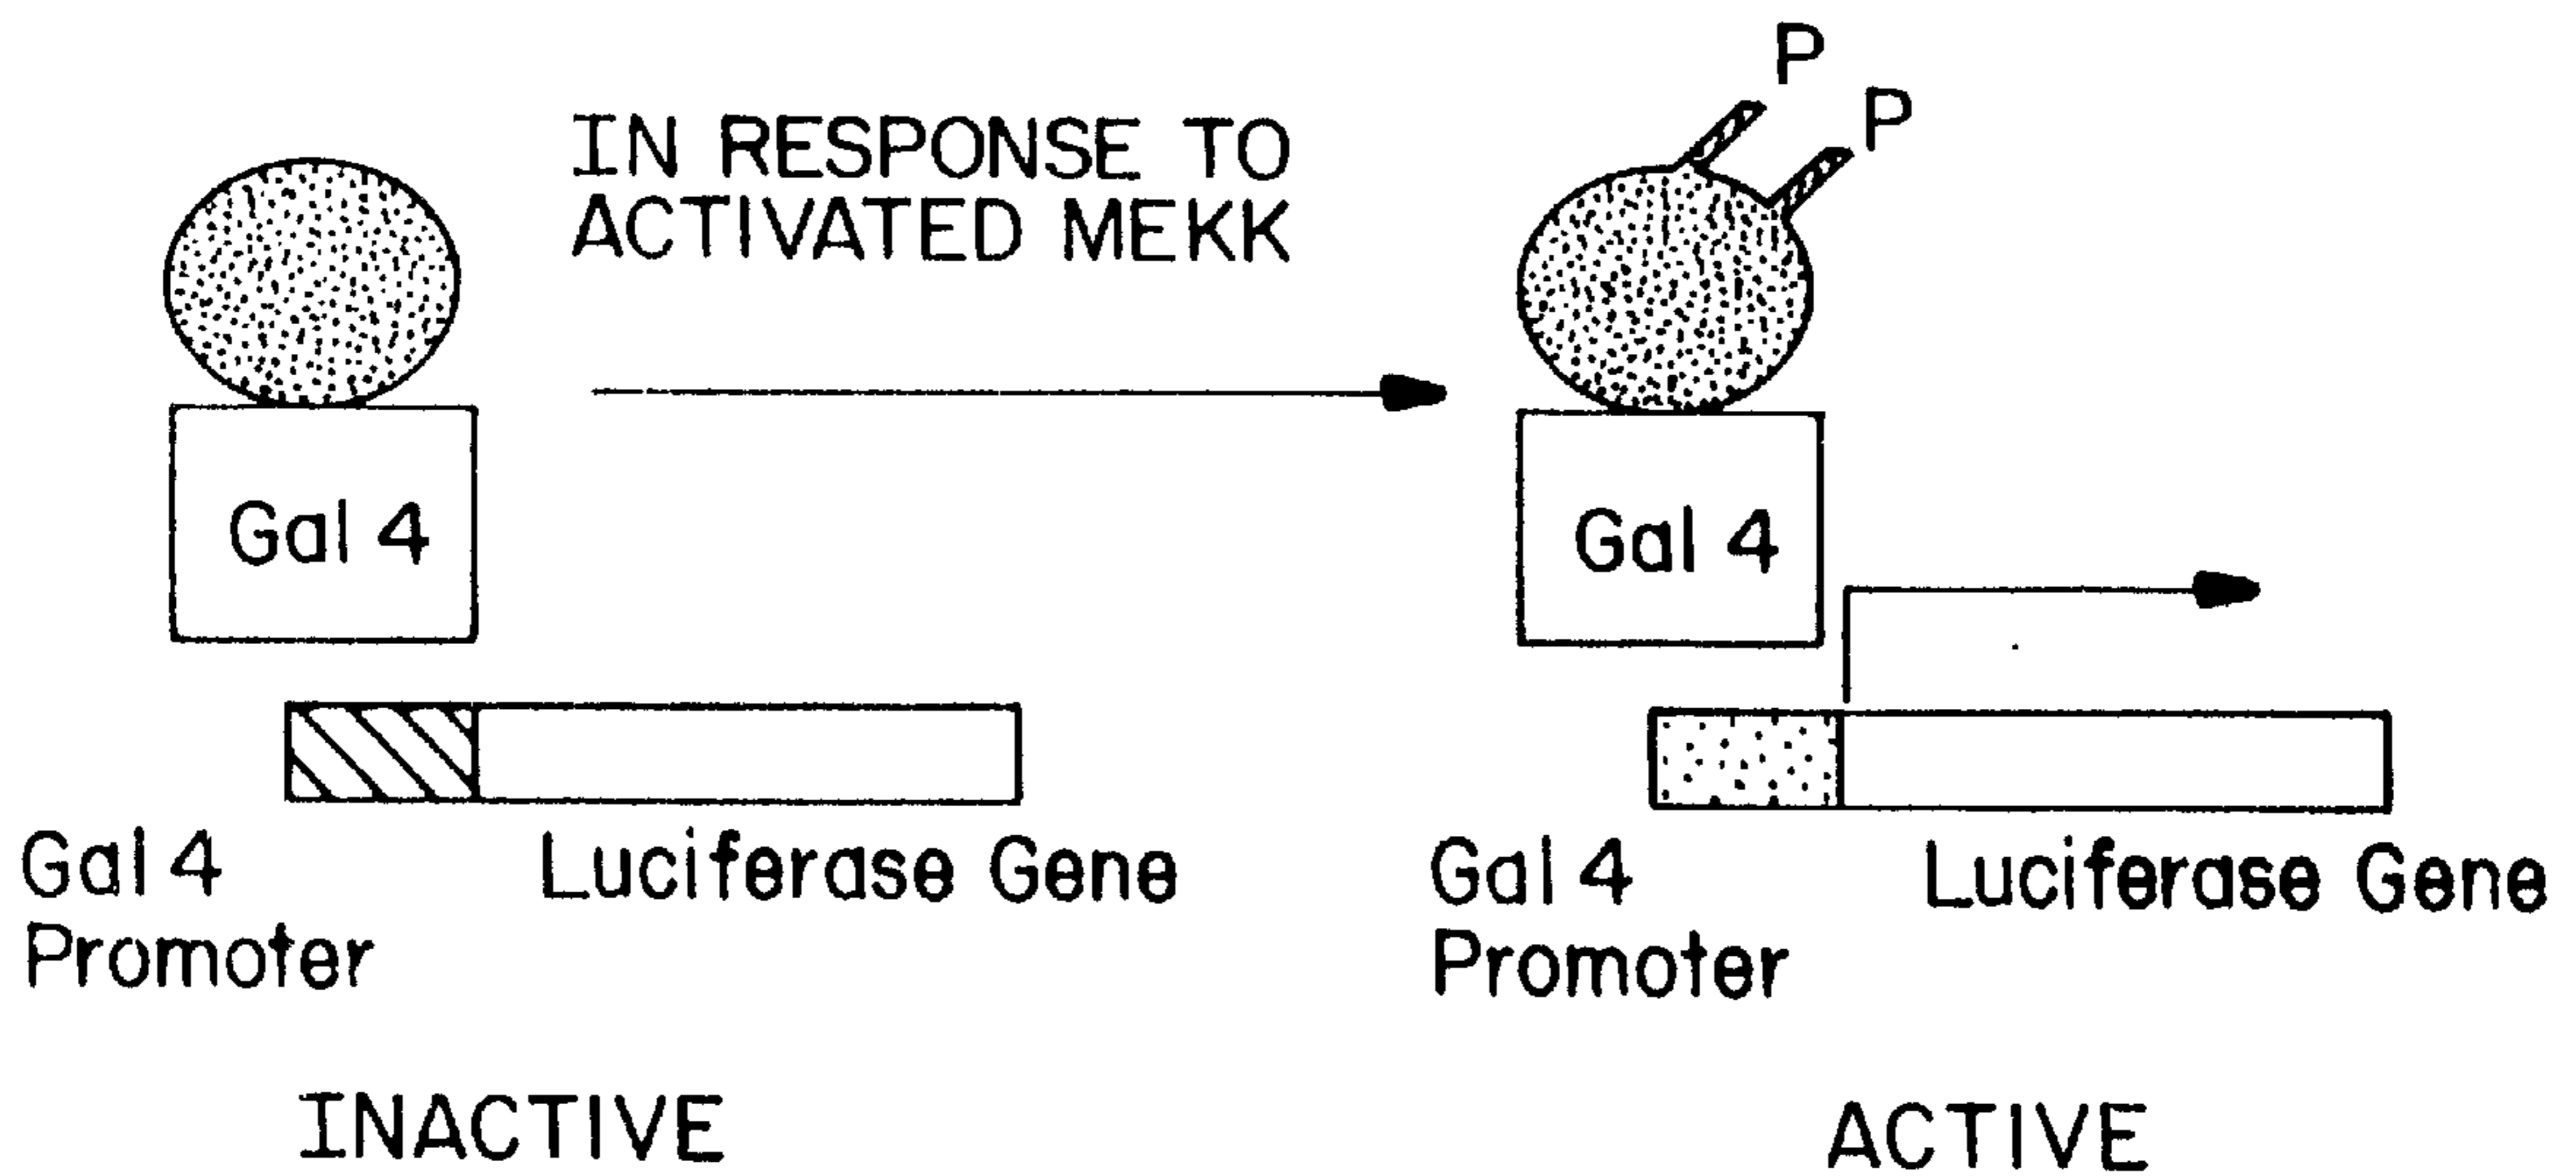 P
P
IN RESPONSE TO
ACTIVATED MEKK
Gal 4
Gal 4
Gal 4
Promoter
Luciferase Gene
Gal 4
Promoter
Luciferase Gene
INACTIVE
ACTIVE